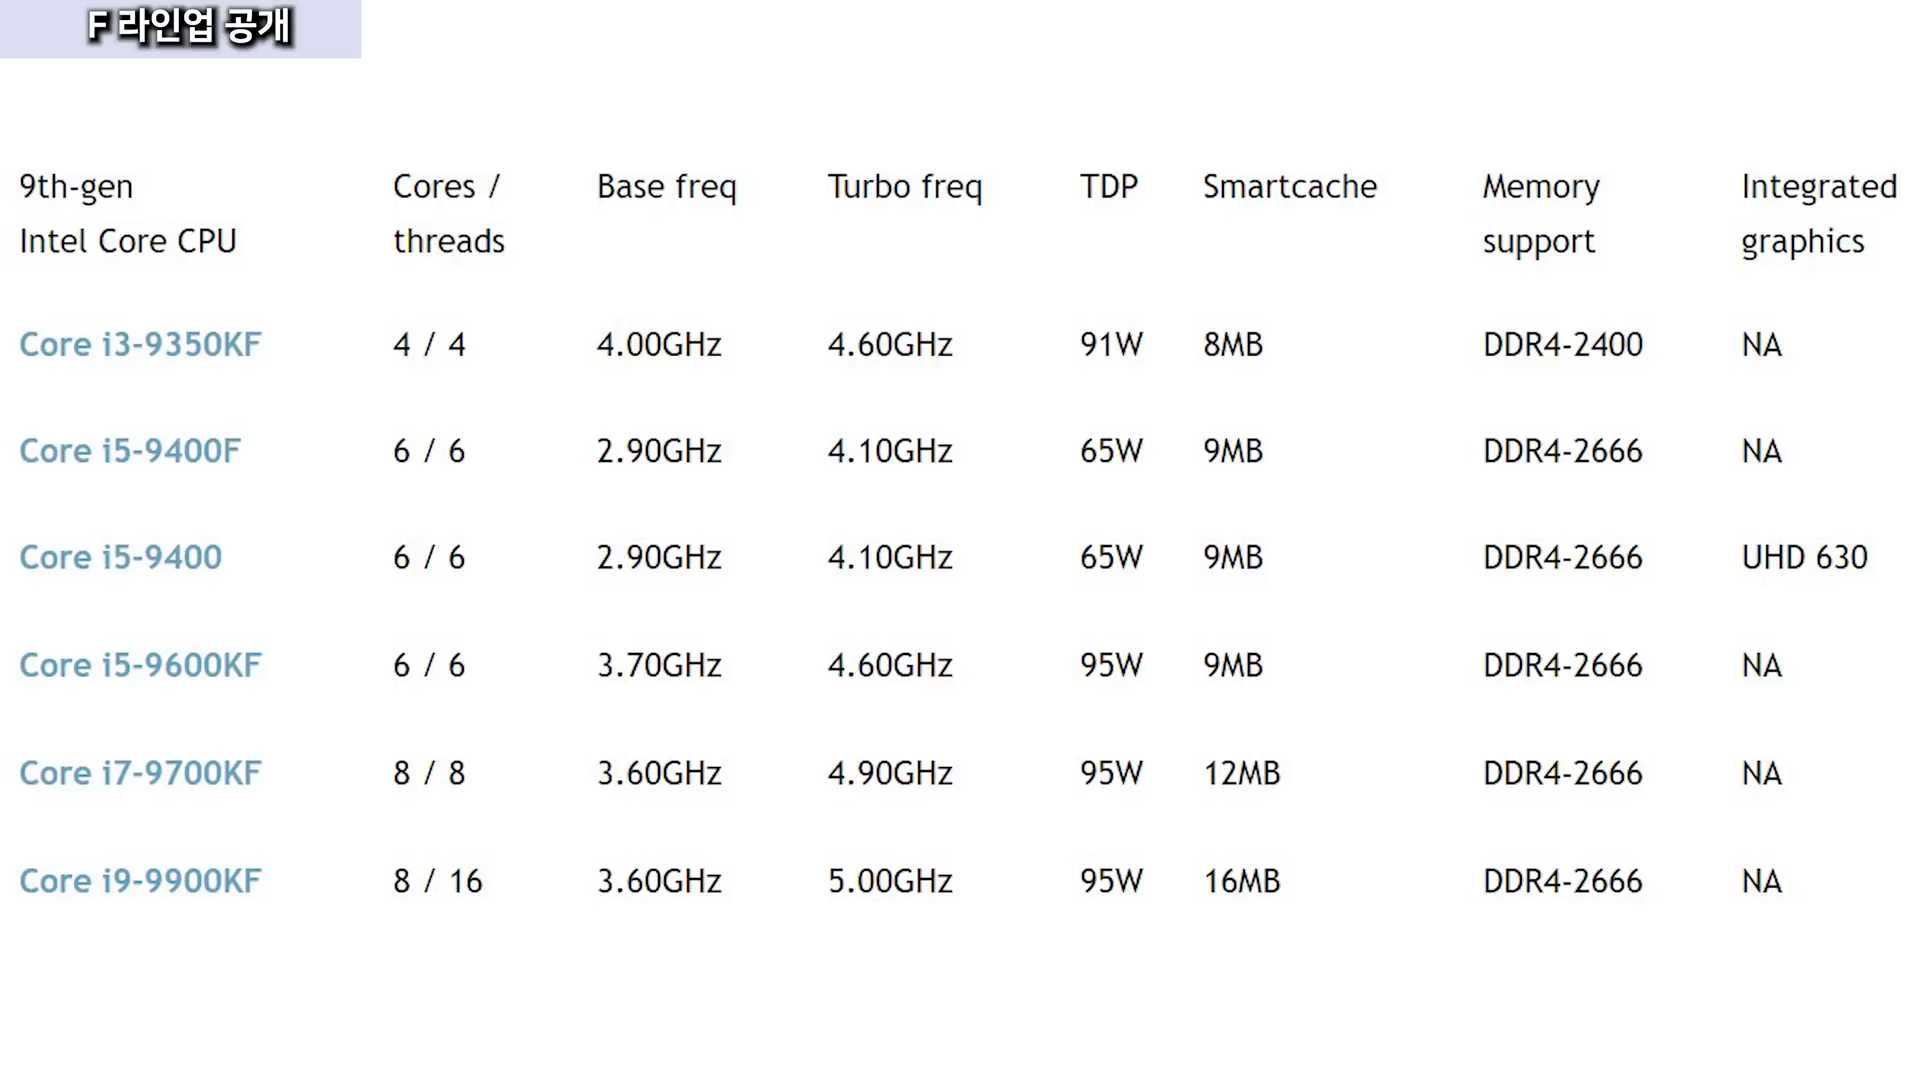 F 라인업 공개
9th-gen Intel Core CPU Cores / threads Base freq Turbo freq TDP Smartcache Memory support Integrated graphics
Core i3-9350KF 4 / 4 4.00GHz 4.60GHz 91W 8MB DDR4-2400 NA
Core i5-9400F 6 / 6 2.90GHz 4.10GHz 65W 9MB DDR4-2666 NA
Core i5-9400 6 / 6 2.90GHz 4.10GHz 65W 9MB DDR4-2666 UHD 630
Core i5-9600KF 6 / 6 3.70GHz 4.60GHz 95W 9MB DDR4-2666 NA
Core i7-9700KF 8 / 8 3.60GHz 4.90GHz 95W 12MB DDR4-2666 NA
Core i9-9900KF 8 / 16 3.60GHz 5.00GHz 95W 16MB DDR4-2666 NA